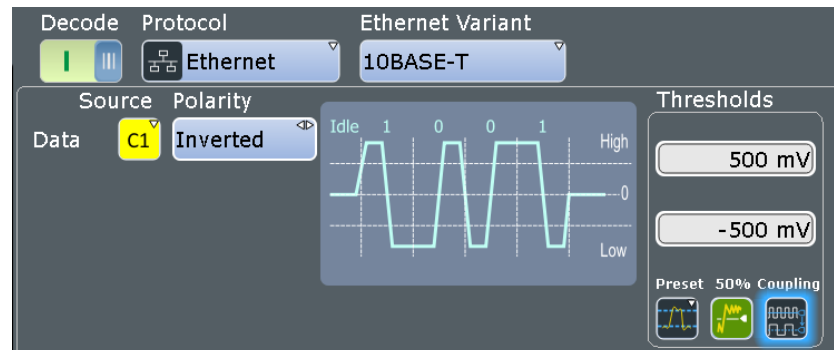 Decode Protocol Ethernet Variant
I III Ethernet 10BASE-T
Source Polarity Thresholds
Data C1 Inverted
Idle 1 0 0 1
High
500 mV
0
-500 mV
Low
Preset 50% Coupling